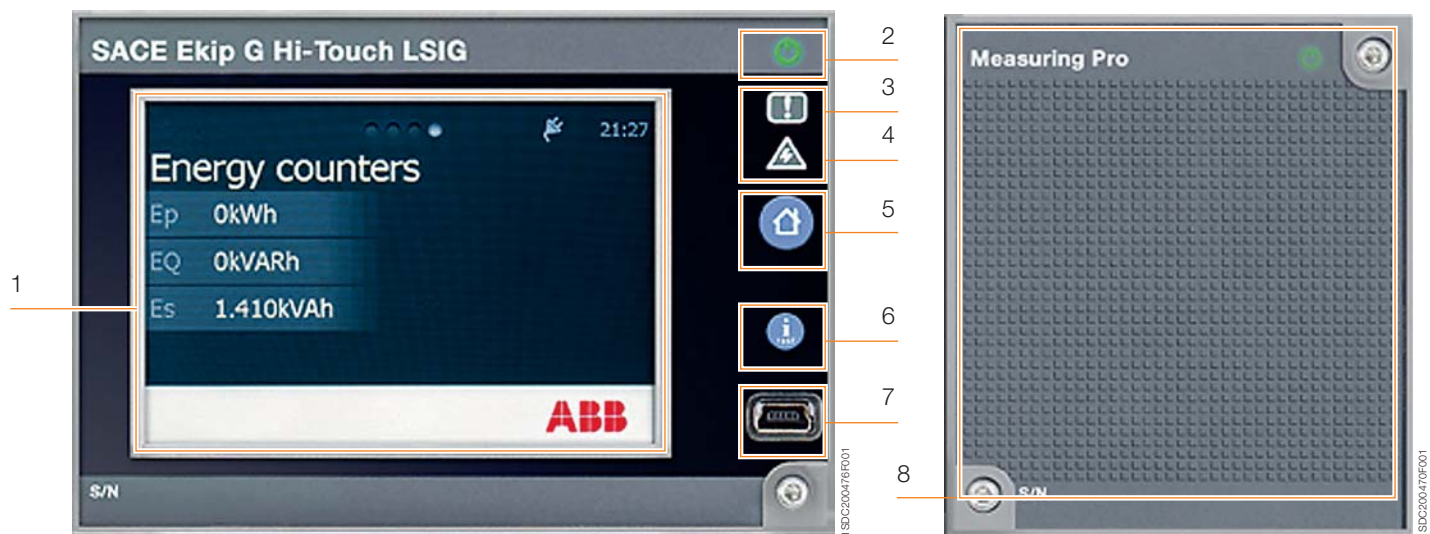 SACE Ekip G Hi-Touch LSIG
21:27
Energy counters
Ep 0kWh
EQ 0kVARh
Es 1.410kVAh
ABB
S/N
1
2
3
4
5
6
7
1SDC200476F001
Measuring Pro
8
S/N
SDC200470F001